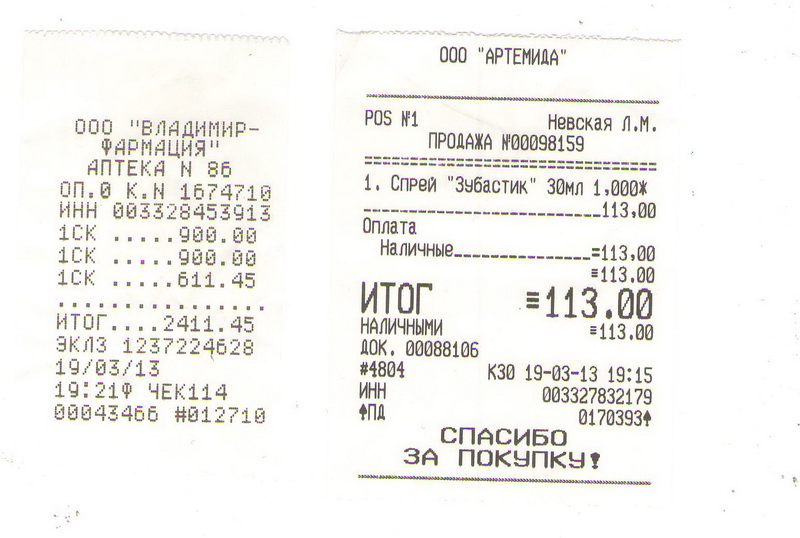 ООО "ВЛАДИМИР-
ФАРМАЦИЯ"
АПТЕКА N 86
ОП.0 К.N 1674710
ИНН 003328453913
1СК .....900.00
1СК .....900.00
1СК .....611.45
................
ИТОГ....2411.45
ЭКЛЗ 1237224628
19/03/13
19:21Ф ЧЕК114
00043466 #012710
ООО "АРТЕМИДА"
POS №1 Невская Л.М.
ПРОДАЖА №00098159
1. Спрей "Зубастик" 30мл 1,000*
113,00
Оплата
Наличные =113,00
≡113.00
ИТОГ ≡113.00
НАЛИЧНЫМИ ≡113.00
ДОК. 00088106
#4804 К30 19-03-13 19:15
ИНН 003327832179
↑ПД 0170393↑
СПАСИБО
ЗА ПОКУПКУ!